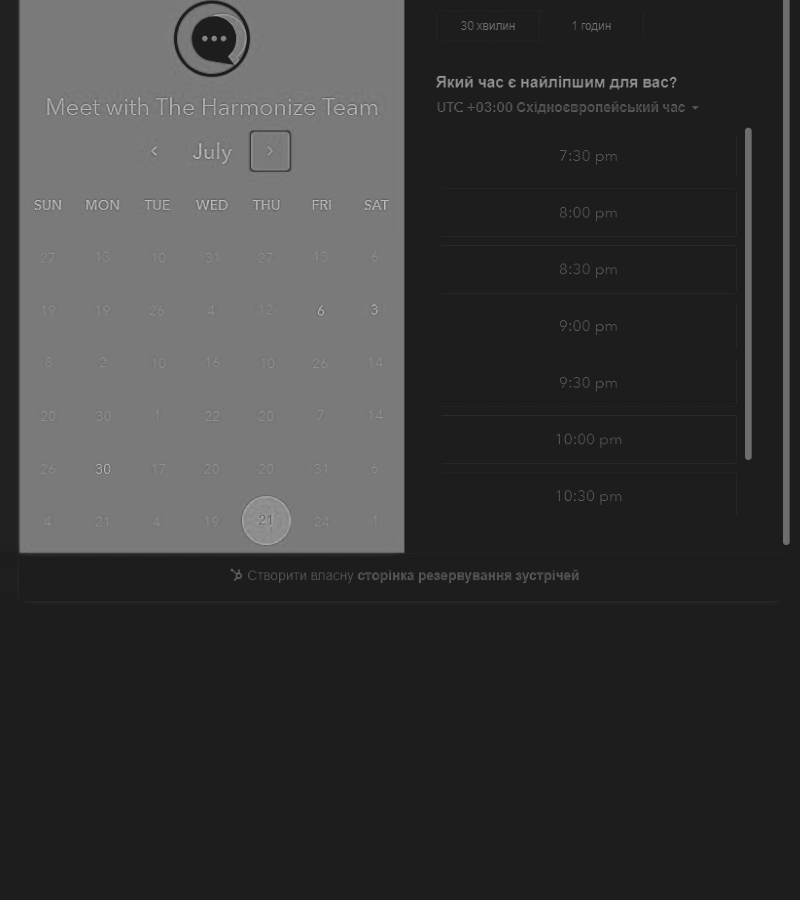 Meet with The Harmonize Team
July
SUN MON TUE WED THU FRI SAT
27 13 10 31 27 13 6
19 19 26 4 12 6 3
8 2 10 16 10 26 14
20 30 1 22 20 7 14
26 30 17 20 20 31 6
4 21 4 19 21 24 1
30 хвилин 1 годин
Який час є найліпшим для вас?
UTC +03:00 Східноєвропейський час
7:30 pm
8:00 pm
8:30 pm
9:00 pm
9:30 pm
10:00 pm
10:30 pm
Створити власну сторінка резервування зустрічей